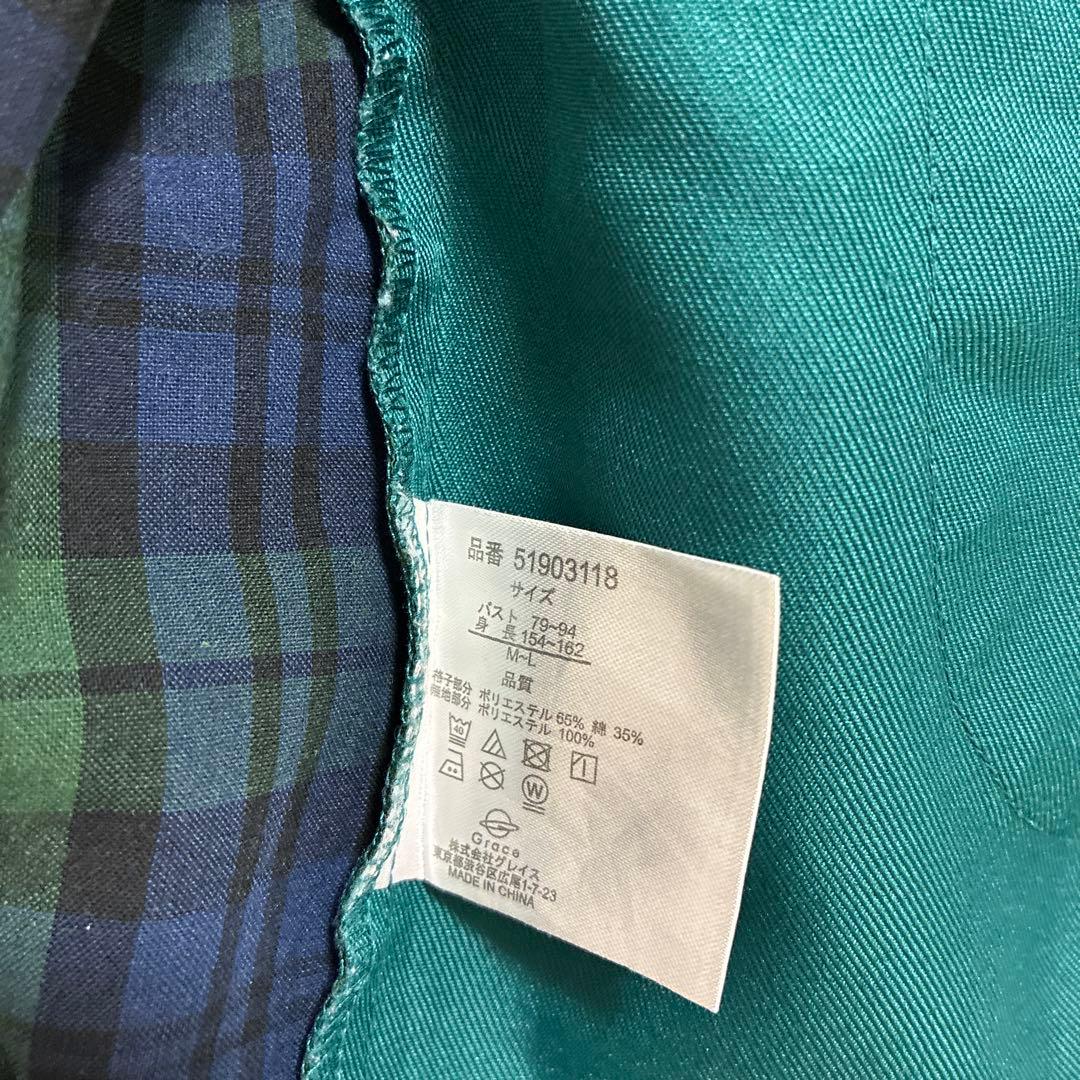 品番 51903118
サイズ
バスト 79~94
身 長 154~162
M~L
品質
格子部分 ポリエステル 65% 綿 35%
無地部分 ポリエステル 100%
40
W
Grace
株式会社グレイス
東京都渋谷区広尾1-7-23
MADE IN CHINA